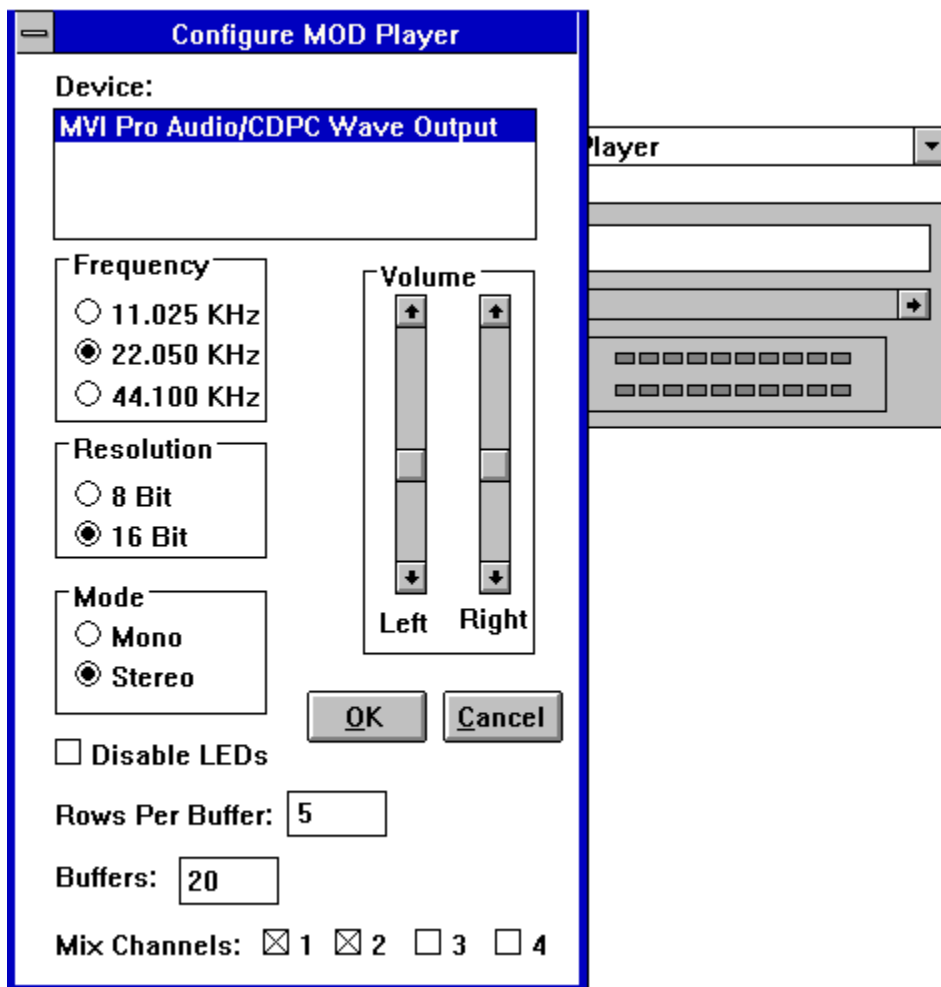 Configure MOD Player
Device:
MVI Pro Audio/CDPC Wave Output
Player
Frequency
11.025 KHz
22.050 KHz
44.100 KHz
Volume
Left
Right
Resolution
8 Bit
16 Bit
Mode
Mono
Stereo
OK
Cancel
Disable LEDs
Rows Per Buffer: 5
Buffers: 20
Mix Channels: 1 2 3 4